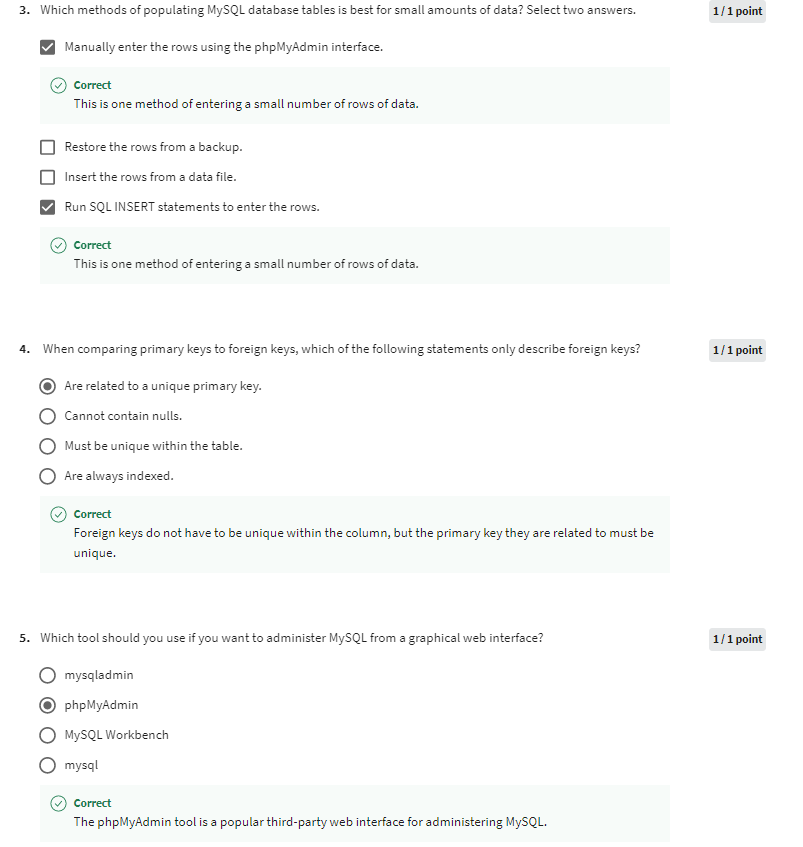 3. Which methods of populating MySQL database tables is best for small amounts of data? Select two answers.
1 / 1 point
Manually enter the rows using the phpMyAdmin interface.
Correct
This is one method of entering a small number of rows of data.
Restore the rows from a backup.
Insert the rows from a data file.
Run SQL INSERT statements to enter the rows.
Correct
This is one method of entering a small number of rows of data.
4. When comparing primary keys to foreign keys, which of the following statements only describe foreign keys?
1 / 1 point
Are related to a unique primary key.
Cannot contain nulls.
Must be unique within the table.
Are always indexed.
Correct
Foreign keys do not have to be unique within the column, but the primary key they are related to must be
unique.
5. Which tool should you use if you want to administer MySQL from a graphical web interface?
1 / 1 point
mysqladmin
phpMyAdmin
MySQL Workbench
mysql
Correct
The phpMyAdmin tool is a popular third-party web interface for administering MySQL.